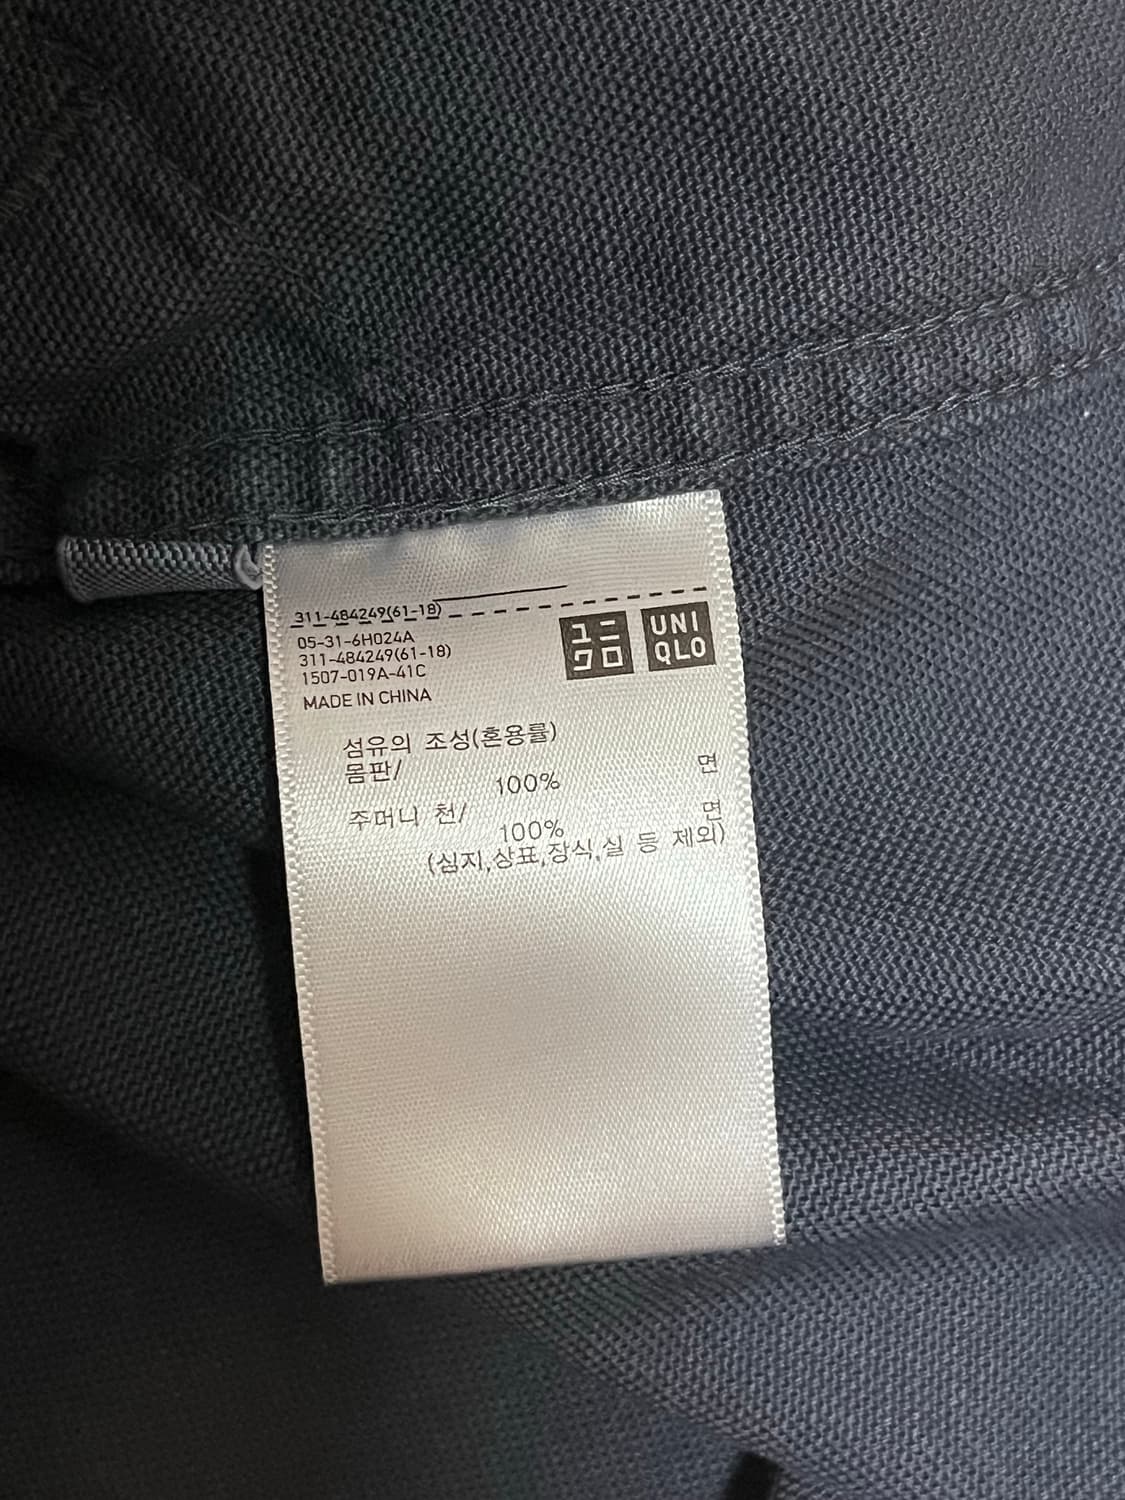 311-484249(61-18)
05-31-6H024A
311-484249(61-18)
1507-019A-41C
MADE IN CHINA
ユニ
クロ
UNI
QLO
섬유의 조성(혼용률)
몸판/
100% 면
주머니 천/
100% 면
(심지,상표,장식,실 등 제외)